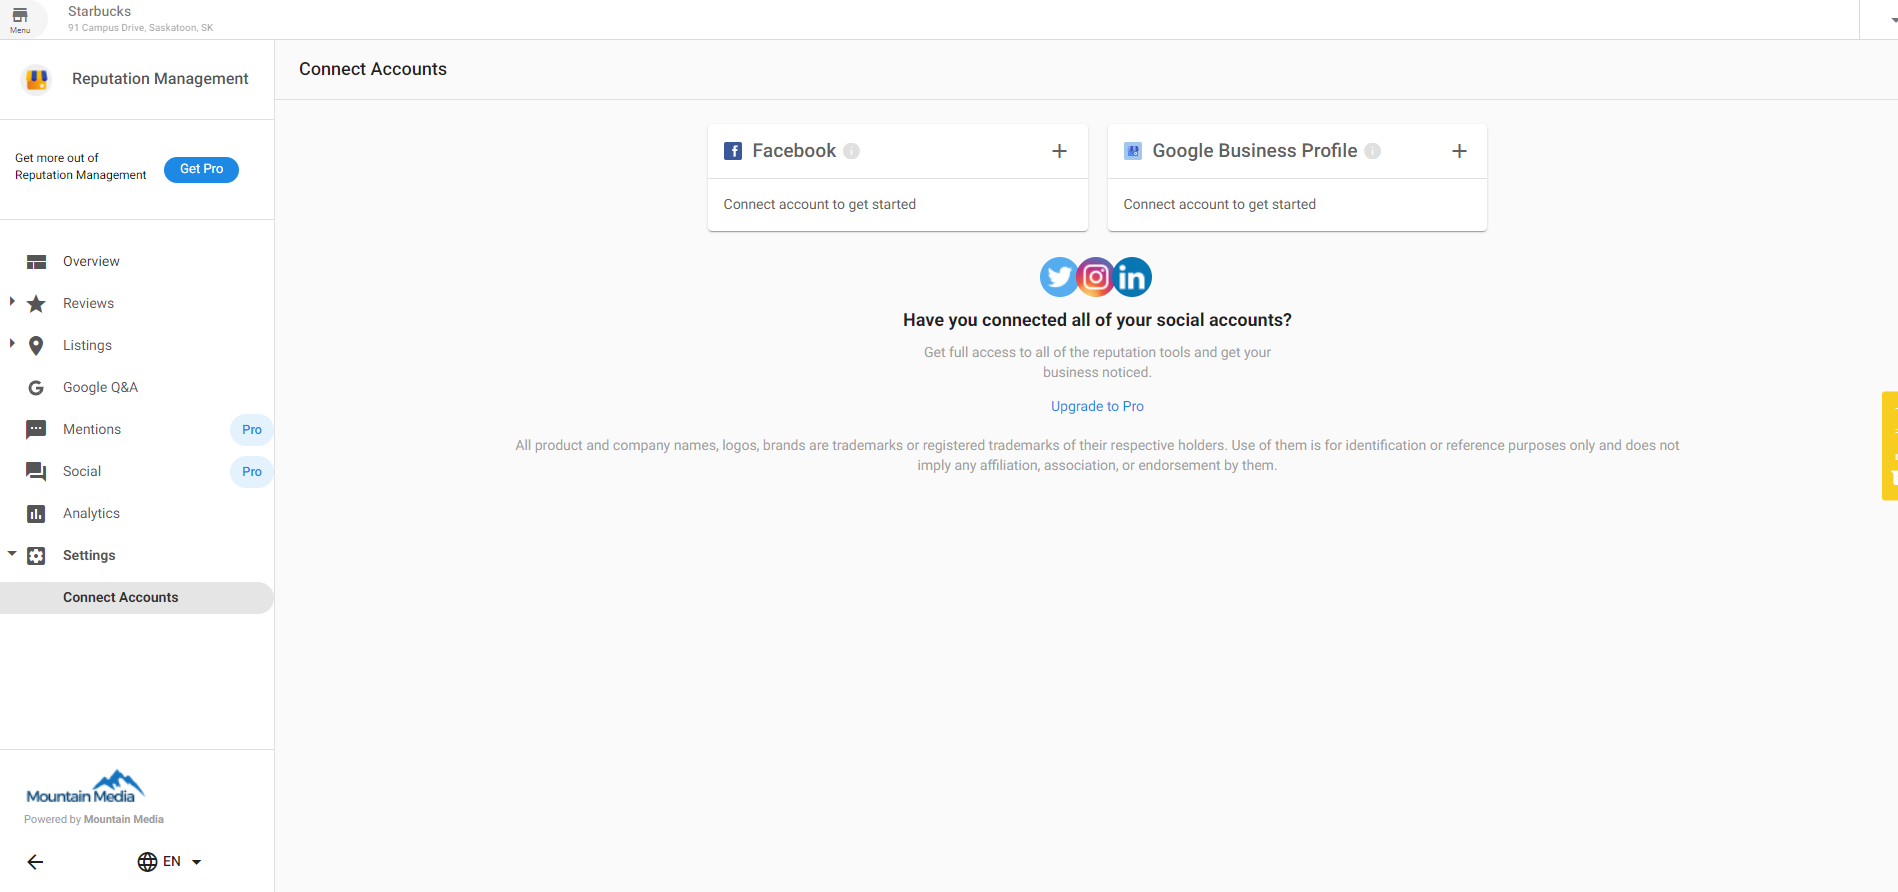 Menu
Starbucks
91 Campus Drive, Saskatoon, SK
Reputation Management
Get more out of
Reputation Management
Get Pro
Overview
Reviews
Listings
Google Q&A
Mentions
Pro
Social
Pro
Analytics
Settings
Connect Accounts
Mountain Media
Powered by Mountain Media
EN
Connect Accounts
Facebook
Connect account to get started
Google Business Profile
Connect account to get started
Have you connected all of your social accounts?
Get full access to all of the reputation tools and get your
business noticed.
Upgrade to Pro
All product and company names, logos, brands are trademarks or registered trademarks of their respective holders. Use of them is for identification or reference purposes only and does not
imply any affiliation, association, or endorsement by them.